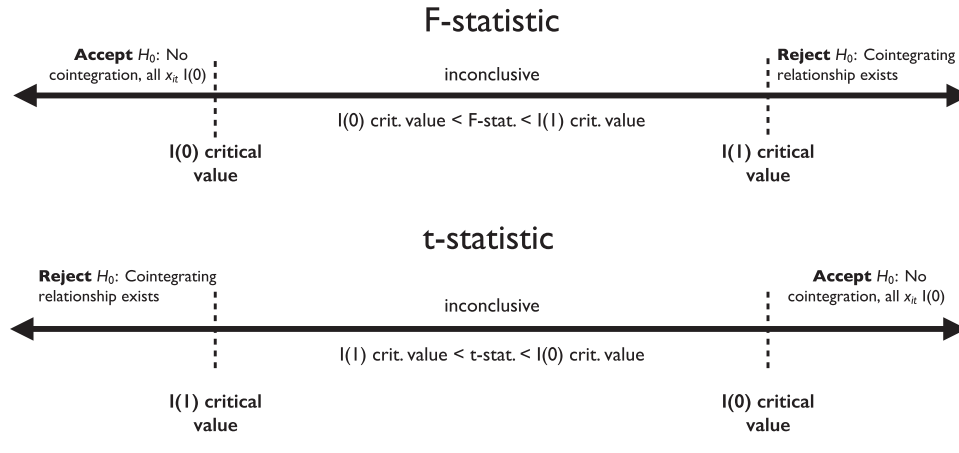 F-statistic
Accept H₀: No
cointegration, all xᵢₜ I(0)
inconclusive
Reject H₀: Cointegrating
relationship exists
I(0) crit. value < F-stat. < I(1) crit. value
I(0) critical
value
I(1) critical
value
t-statistic
Reject H₀: Cointegrating
relationship exists
inconclusive
Accept H₀: No
cointegration, all xᵢₜ I(0)
I(1) crit. value < t-stat. < I(0) crit. value
I(1) critical
value
I(0) critical
value